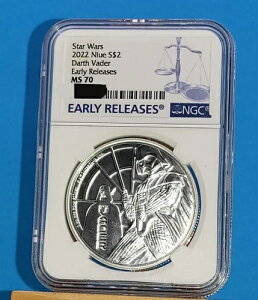 Star Wars
2022 Niue S$2
Darth Vader
Early Releases
MS 70
EARLY RELEASES®
NGC